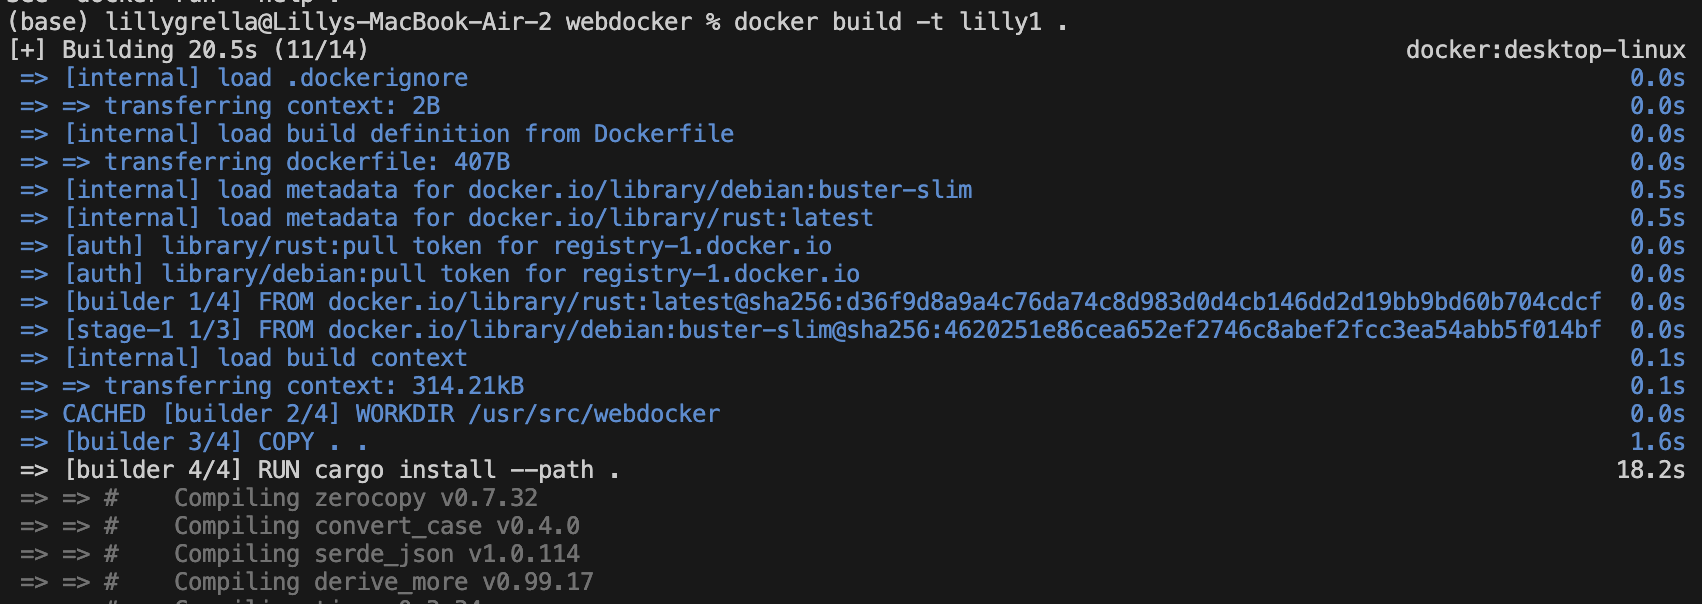 (base) lillygrella@Lillys-MacBook-Air-2 webdocker % docker build -t lilly1 .
[+] Building 20.5s (11/14) docker:desktop-linux
=> [internal] load .dockerignore 0.0s
=> => transferring context: 2B 0.0s
=> [internal] load build definition from Dockerfile 0.0s
=> => transferring dockerfile: 407B 0.0s
=> [internal] load metadata for docker.io/library/debian:buster-slim 0.5s
=> [internal] load metadata for docker.io/library/rust:latest 0.5s
=> [auth] library/rust:pull token for registry-1.docker.io 0.0s
=> [auth] library/debian:pull token for registry-1.docker.io 0.0s
=> [builder 1/4] FROM docker.io/library/rust:latest@sha256:d36f9d8a9a4c76da74c8d983d0d4cb146dd2d19bb9bd60b704cdcf 0.0s
=> [stage-1 1/3] FROM docker.io/library/debian:buster-slim@sha256:4620251e86cea652ef2746c8abef2fcc3ea54abb5f014bf 0.0s
=> [internal] load build context 0.1s
=> => transferring context: 314.21kB 0.1s
=> CACHED [builder 2/4] WORKDIR /usr/src/webdocker 0.0s
=> [builder 3/4] COPY . . 1.6s
=> [builder 4/4] RUN cargo install --path . 18.2s
=> => # Compiling zerocopy v0.7.32
=> => # Compiling convert_case v0.4.0
=> => # Compiling serde_json v1.0.114
=> => # Compiling derive_more v0.99.17